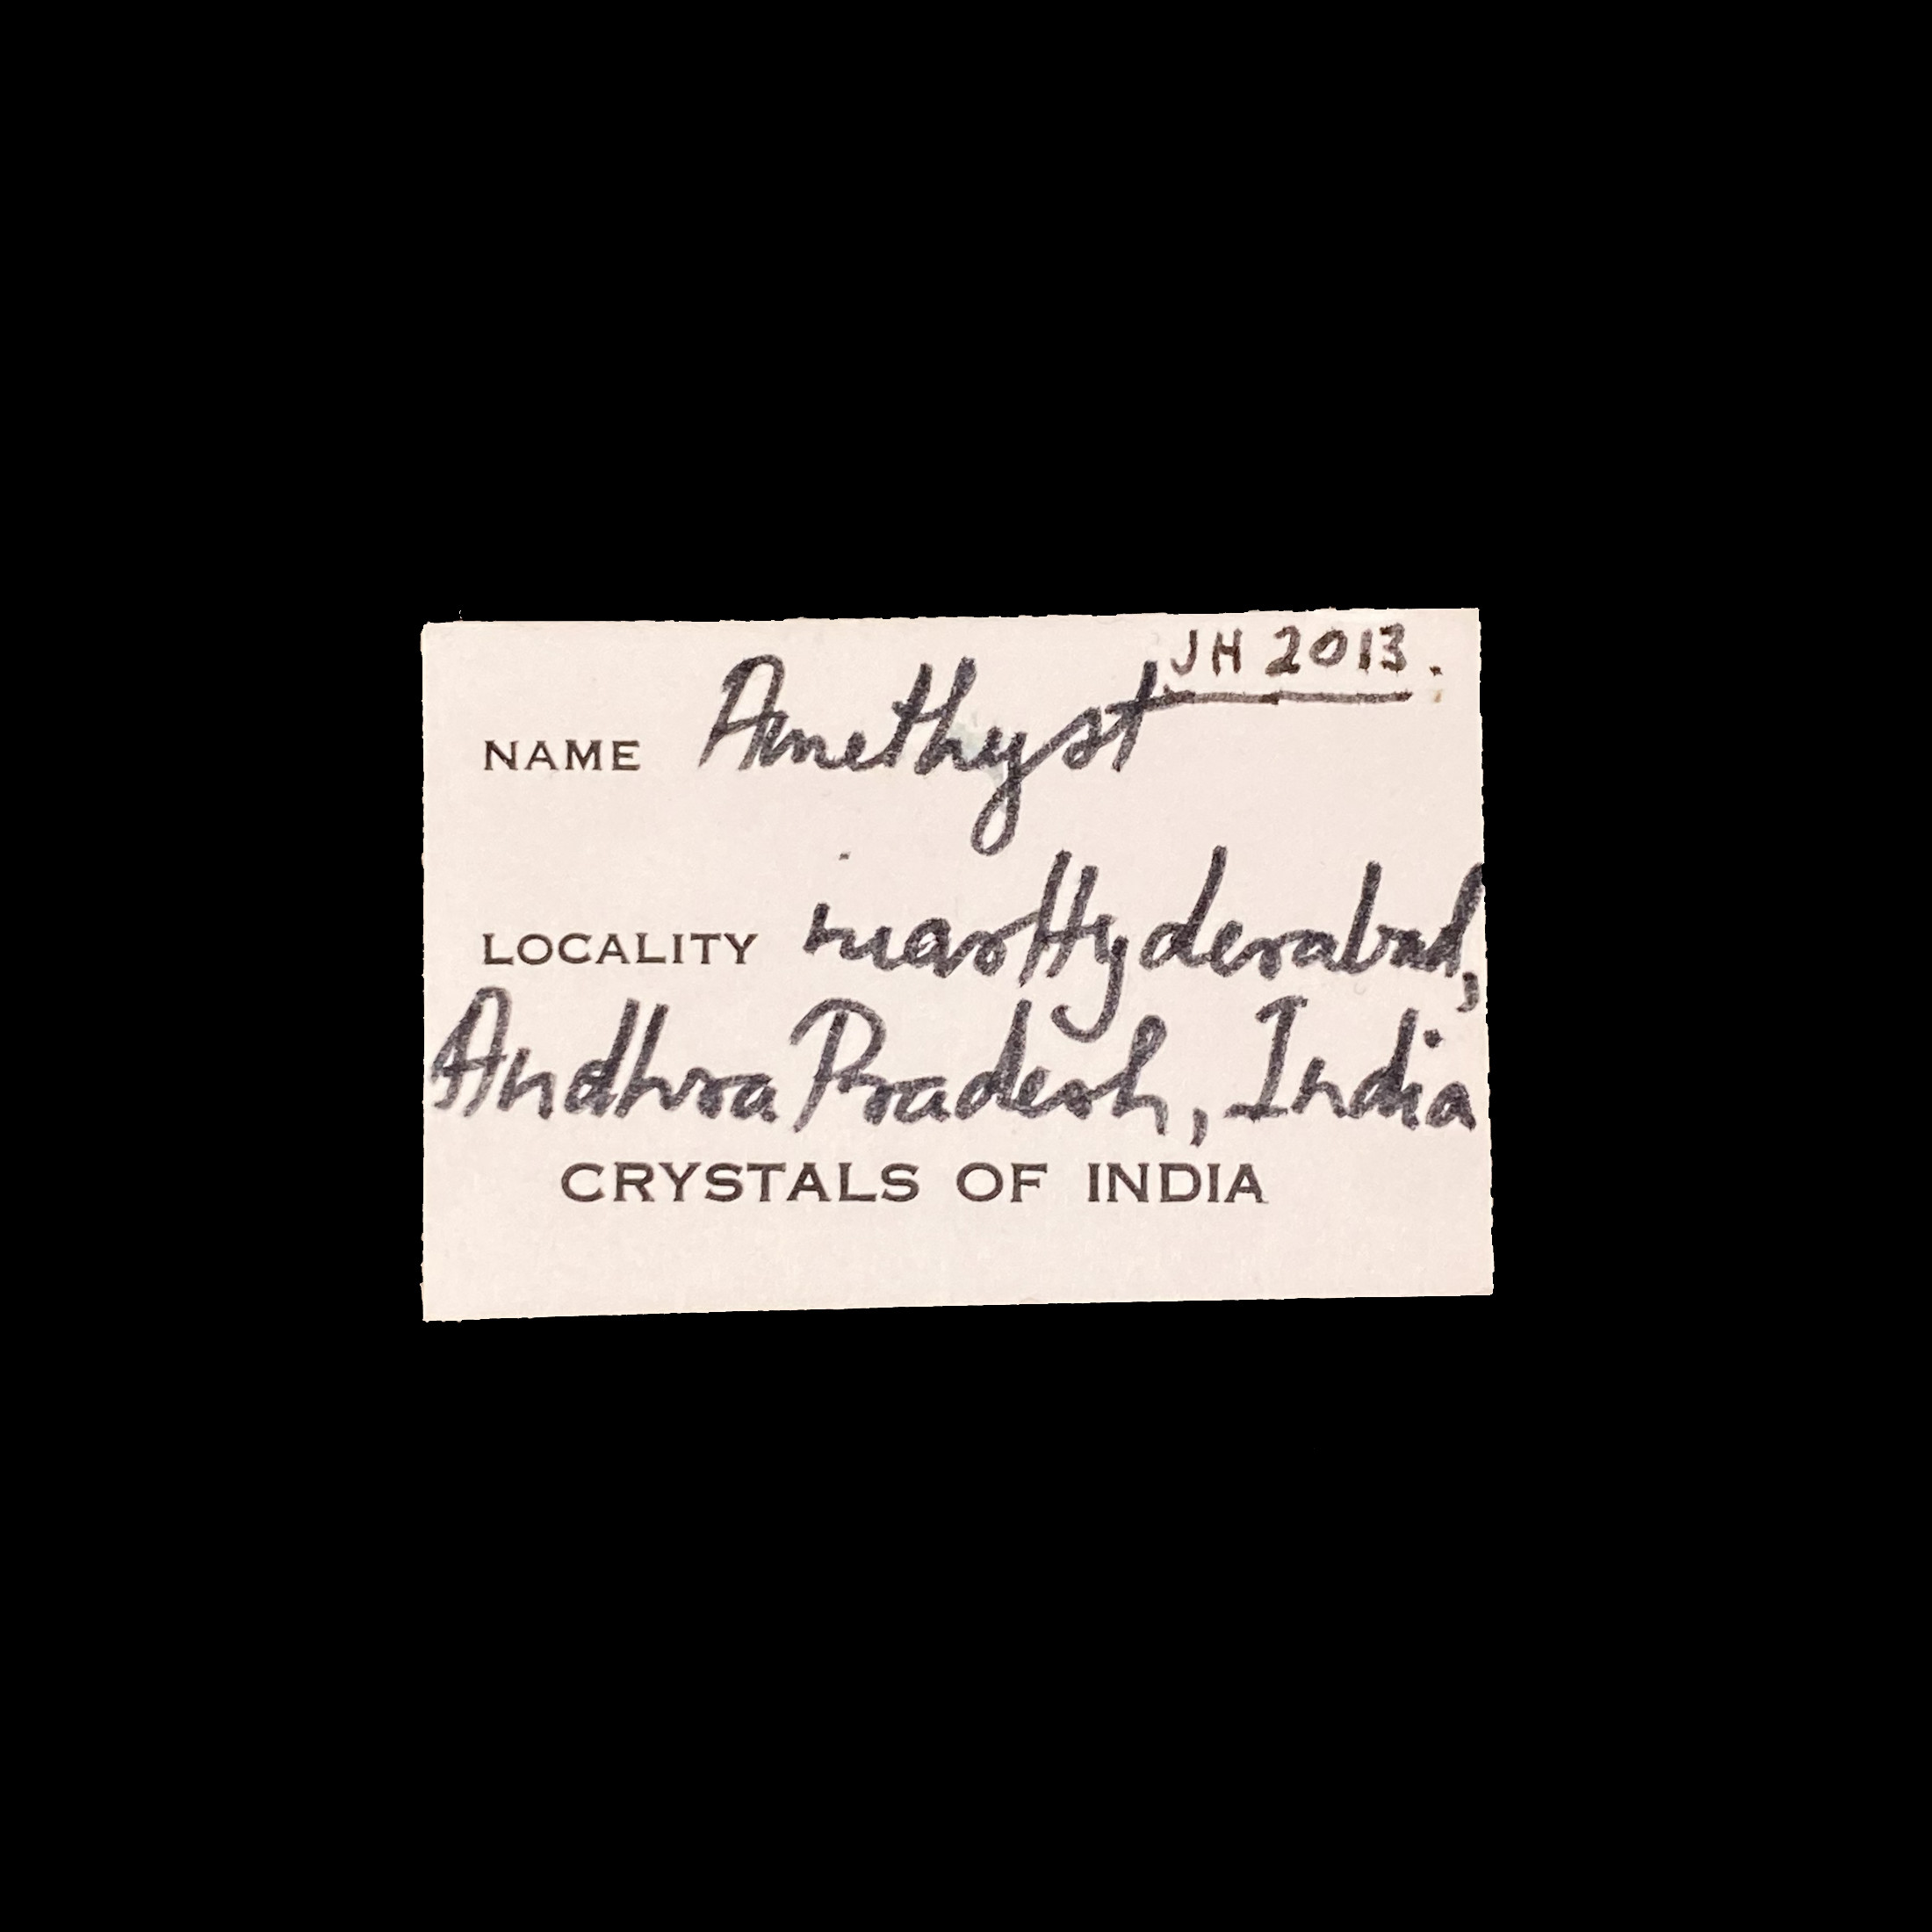 JH 2013.
NAME Amethyst
LOCALITY near Hyderabad,
Andhra Pradesh, India
CRYSTALS OF INDIA